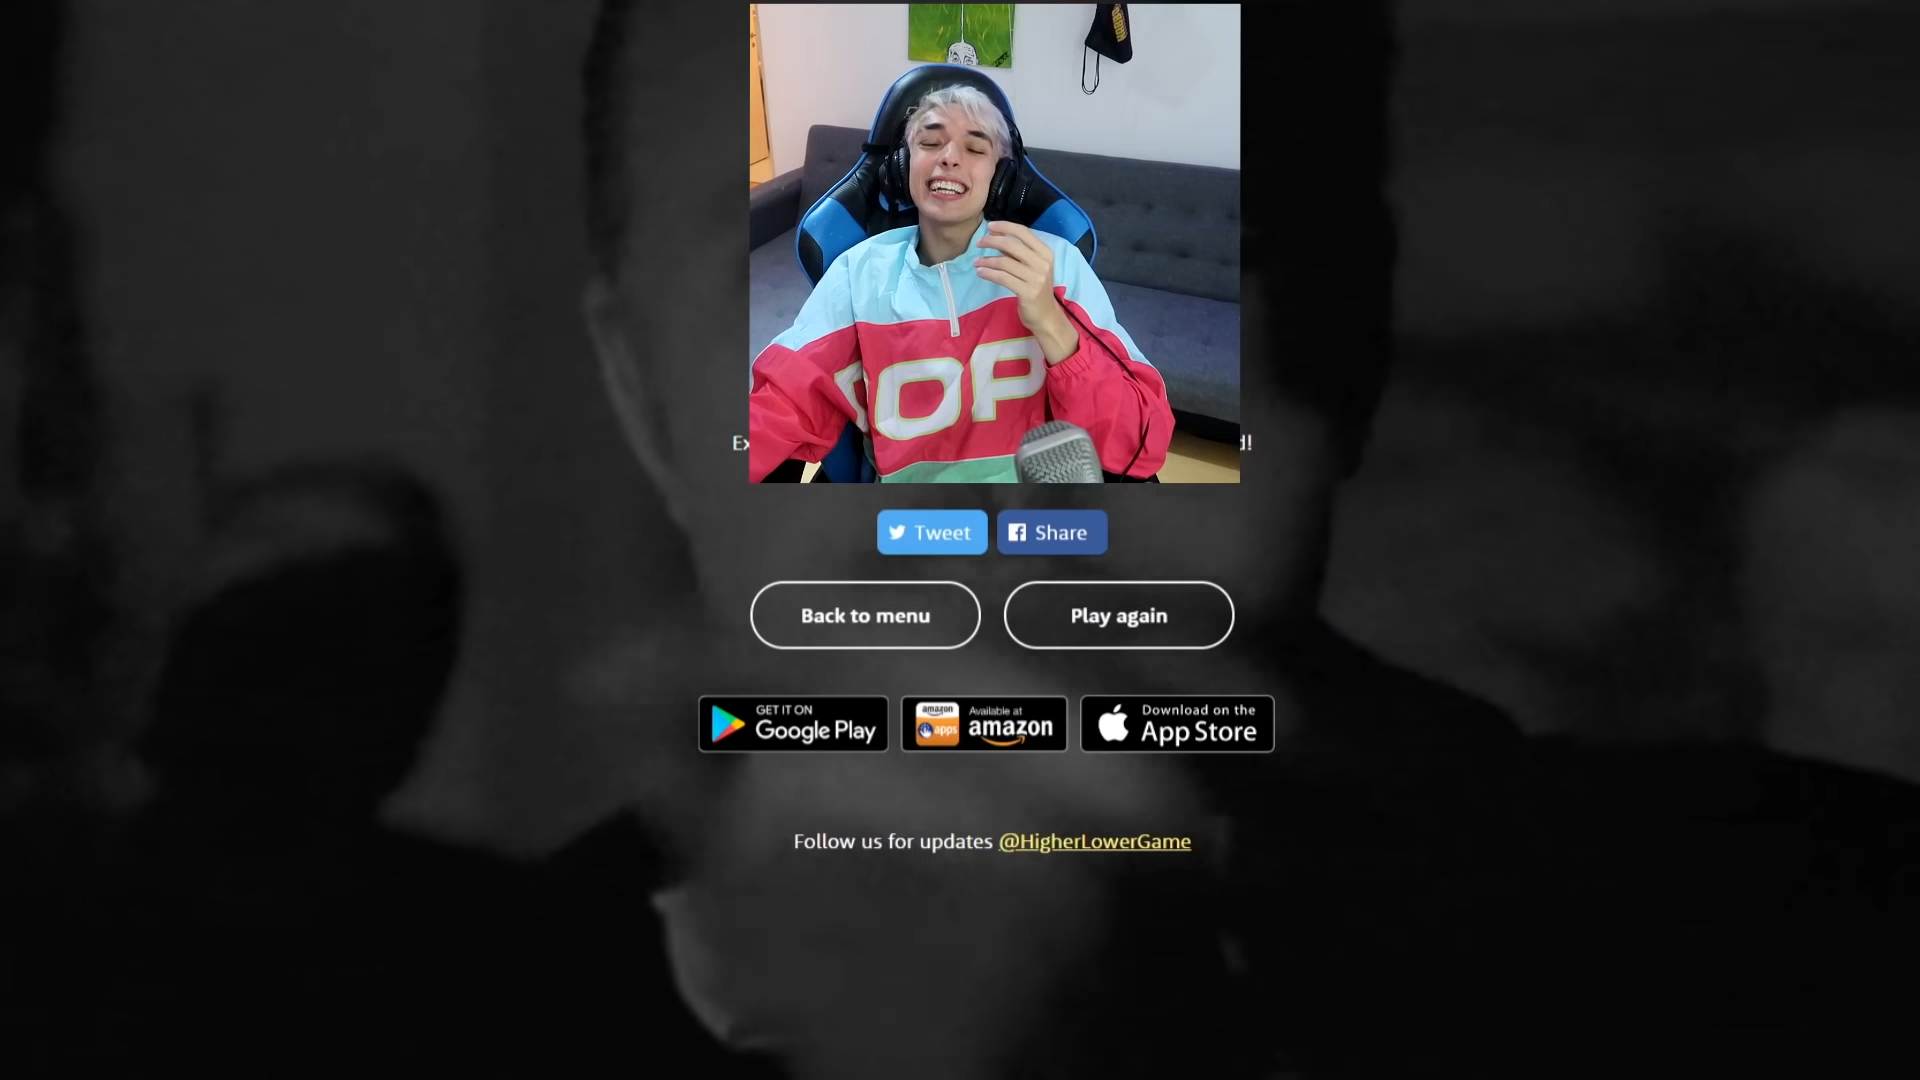 OP
d!
Tweet
Share
Back to menu
Play again
GET IT ON
Google Play
amazon
apps
Available at
amazon
Download on the
App Store
Follow us for updates @HigherLowerGame